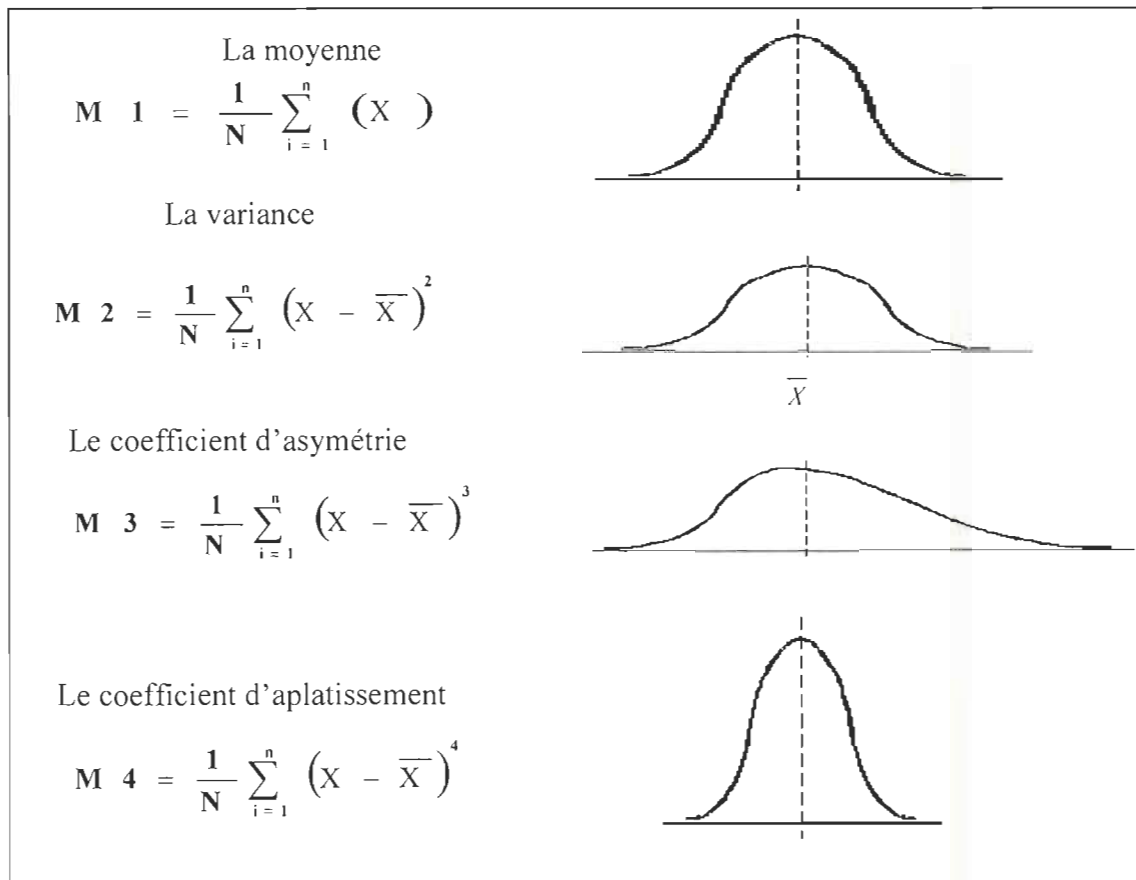 La moyenne
M 1 = 1/N ∑_{i = 1}^{n} (X )
La variance
M 2 = 1/N ∑_{i = 1}^{n} (X − X̅)^2
X̅
Le coefficient d'asymétrie
M 3 = 1/N ∑_{i = 1}^{n} (X − X̅)^3
Le coefficient d'aplatissement
M 4 = 1/N ∑_{i = 1}^{n} (X − X̅)^4